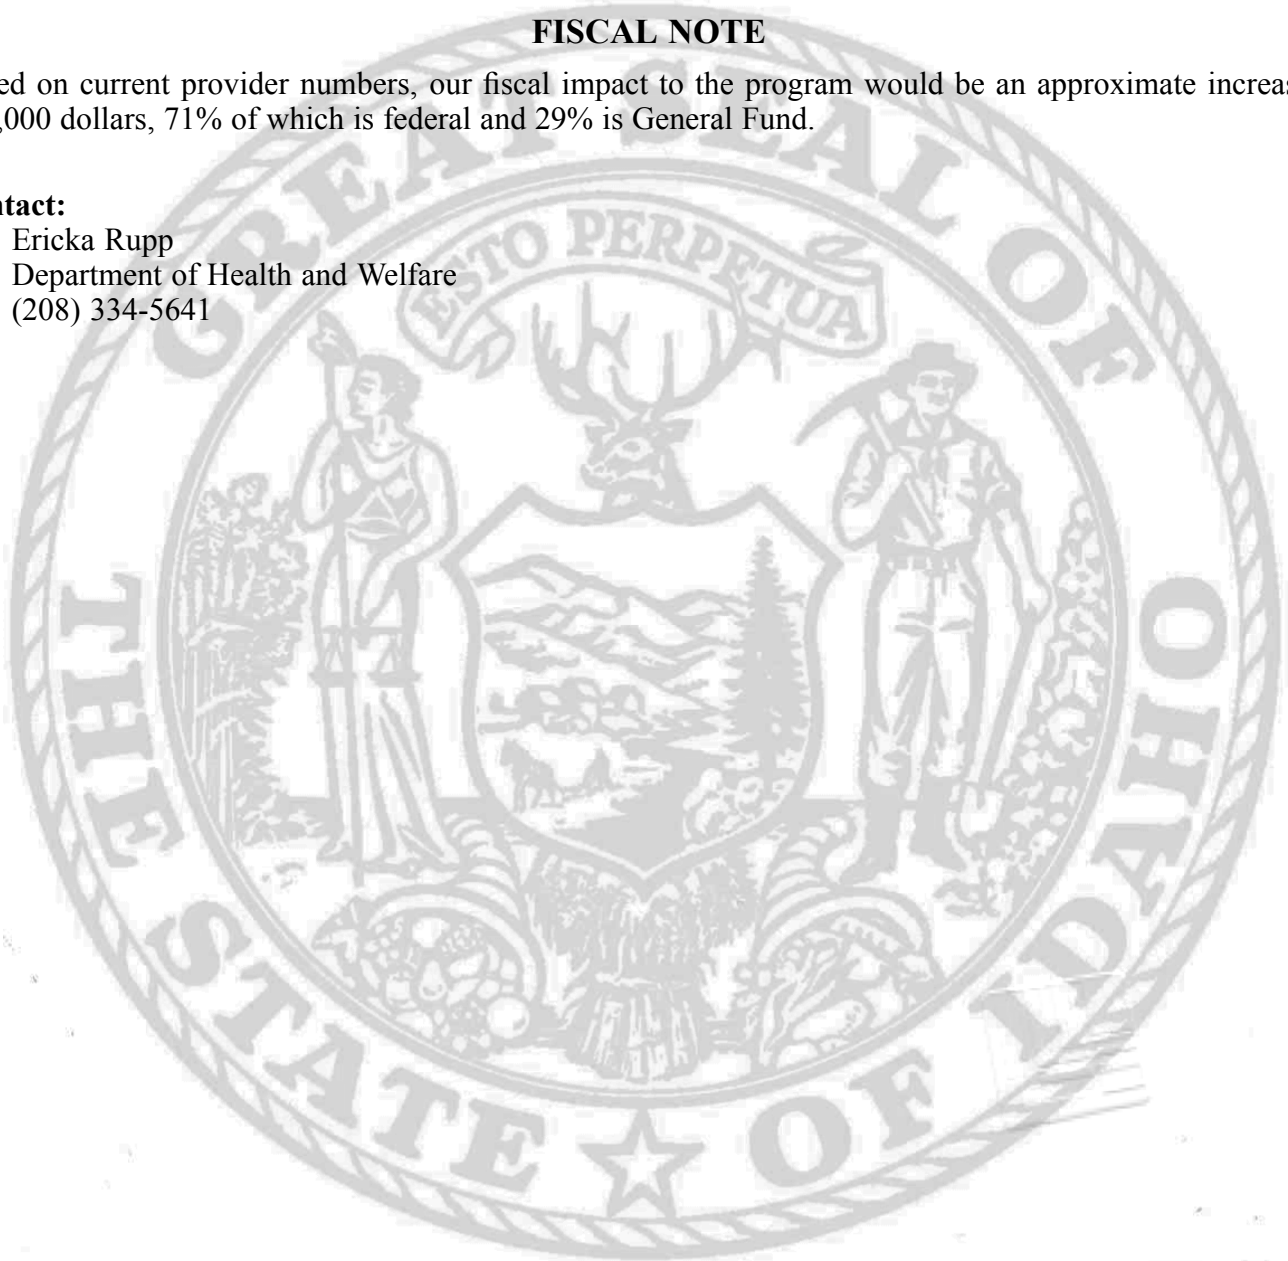 FISCAL NOTE
ed on current provider numbers, our fiscal impact to the program would be an approximate increas
,000 dollars, 71% of which is federal and 29% is General Fund.
ntact:
Ericka Rupp
Department of Health and Welfare
(208) 334-5641
GREAT SEAL OF
THE STATE OF IDAHO
ESTO PERPETUA